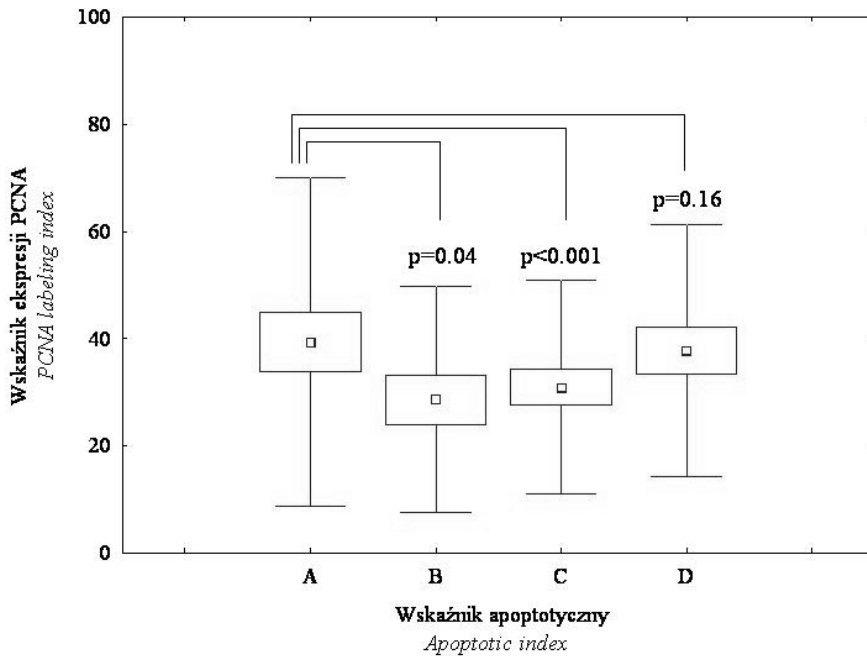 100
80
60
40
20
0
Wskaźnik ekspresji PCNA
PCNA labeling index
p=0.04
p<0.001
p=0.16
A
B
C
D
Wskaźnik apoptotyczny
Apoptotic index